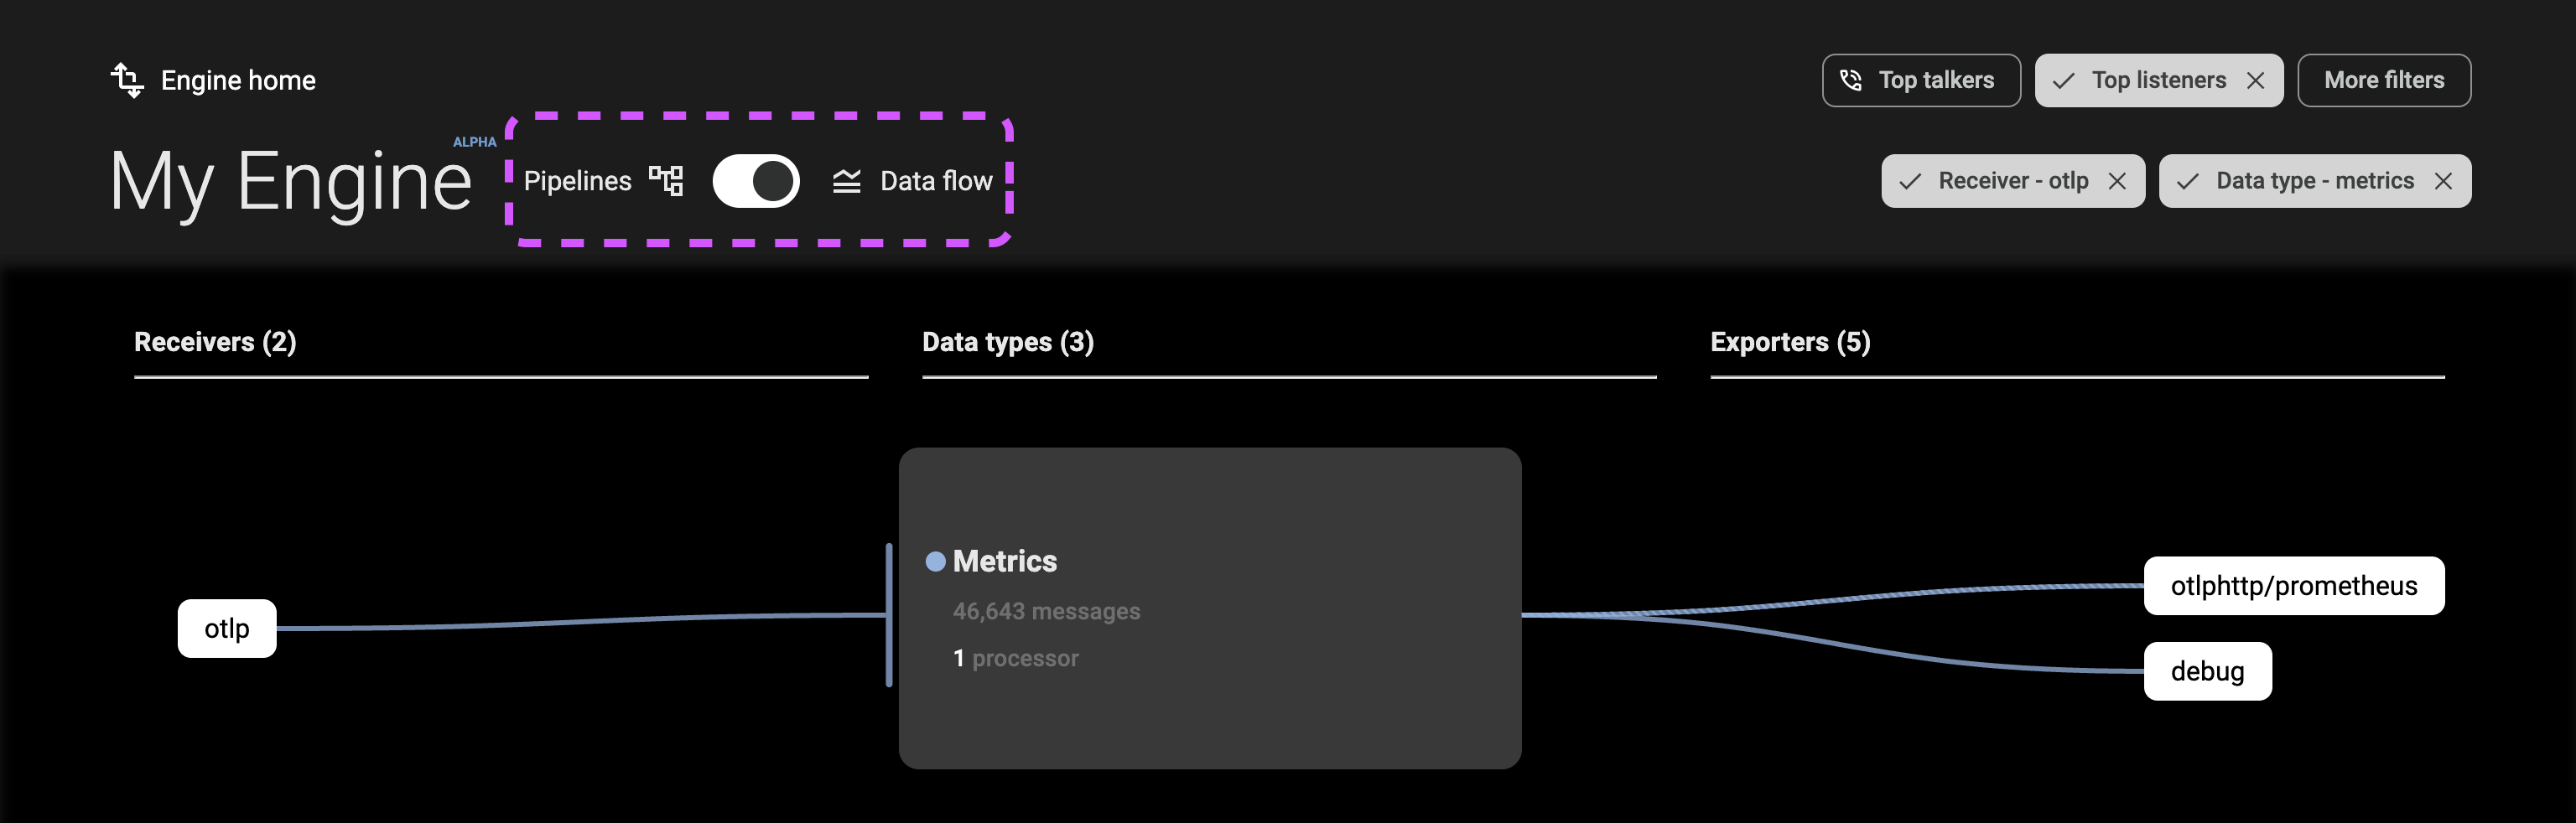 Engine home
Top talkers
Top listeners
More filters
My Engine
ALPHA
Pipelines
Data flow
Receiver - otlp
Data type - metrics
Receivers (2)
Data types (3)
Exporters (5)
Metrics
46,643 messages
1 processor
otlp
otlphttp/prometheus
debug